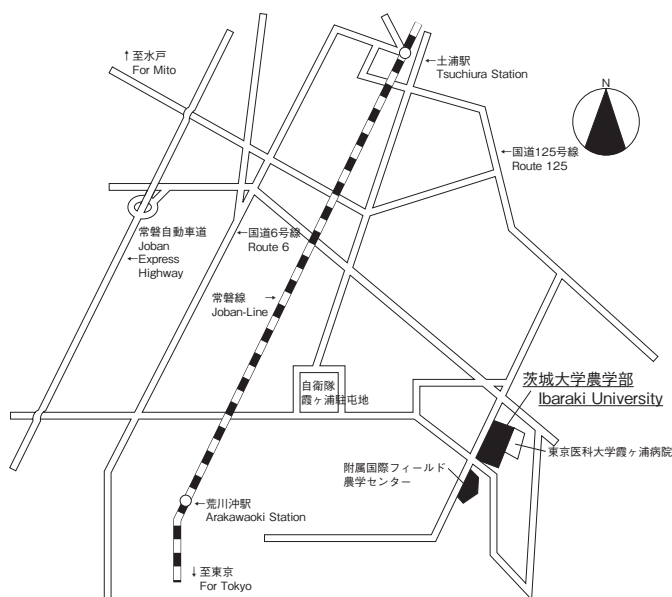 ↑至水戸
For Mito
←土浦駅
Tsuchiura Station
N
←国道125号線
Route 125
常磐自動車道
Joban
←Express
Highway
←国道6号線
Route 6
常磐線→
Joban-Line
自衛隊
霞ヶ浦駐屯地
茨城大学農学部
Ibaraki University
東京医科大学霞ヶ浦病院
附属国際フィールド
農学センター
←荒川沖駅
Arakawaoki Station
↓至東京
For Tokyo